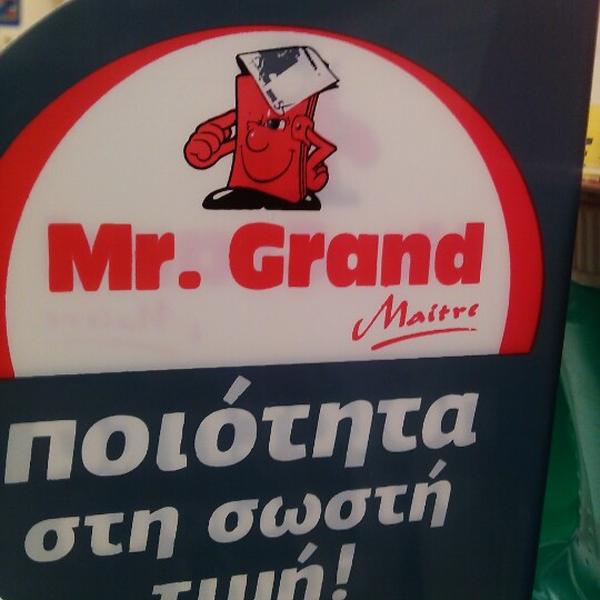 Mr. Grand
Maitre
ποιότητα
στη σωστή
τιμή!